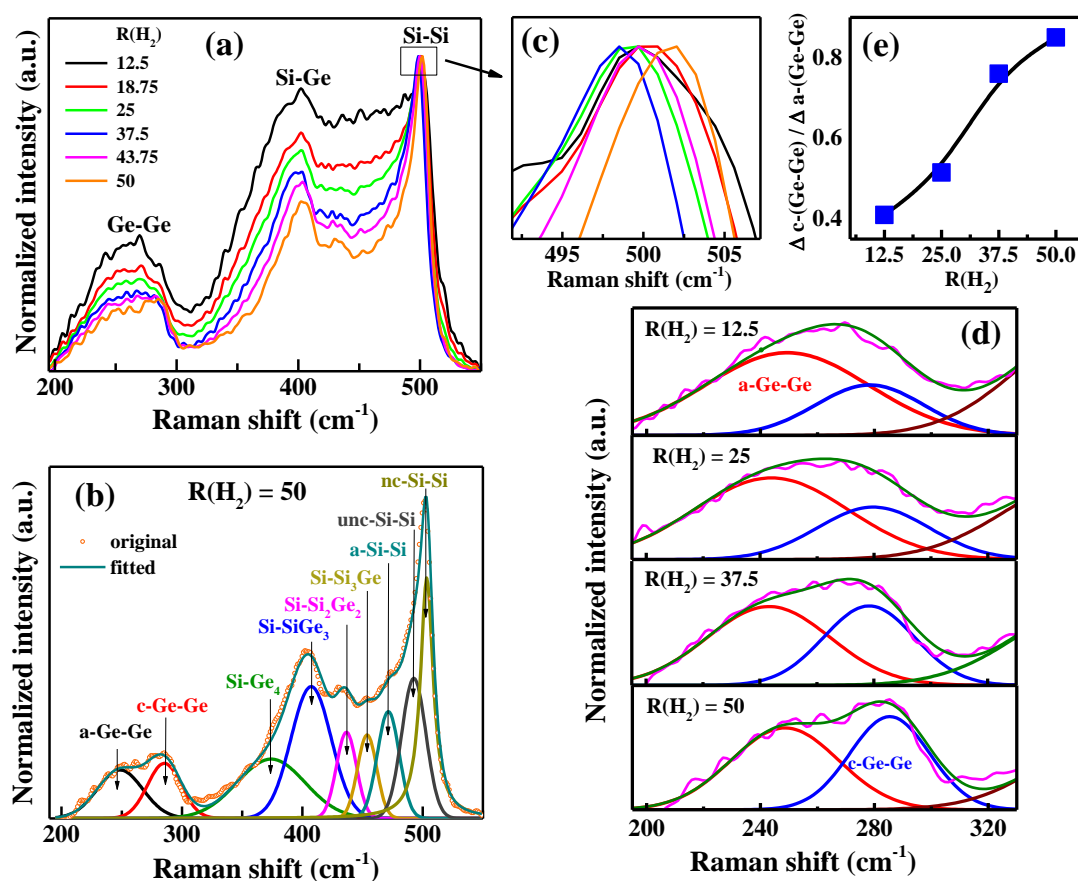 (a)
R(H₂)
12.5
18.75
25
37.5
43.75
50
Si-Si
Si-Ge
Ge-Ge
Normalized intensity (a.u.)
200 300 400 500
Raman shift (cm⁻¹)
(c)
495 500 505
Raman shift (cm⁻¹)
(e)
Δ c-(Ge-Ge) / Δ a-(Ge-Ge)
0.8
0.6
0.4
12.5 25.0 37.5 50.0
R(H₂)
(b)
R(H₂) = 50
original
fitted
nc-Si-Si
unc-Si-Si
a-Si-Si
Si-Si₃Ge
Si-Si₂Ge₂
Si-SiGe₃
Si-Ge₄
c-Ge-Ge
a-Ge-Ge
Normalized intensity (a.u.)
200 300 400 500
Raman shift (cm⁻¹)
(d)
R(H₂) = 12.5
a-Ge-Ge
R(H₂) = 25
R(H₂) = 37.5
R(H₂) = 50
c-Ge-Ge
Normalized intensity (a.u.)
200 240 280 320
Raman shift (cm⁻¹)